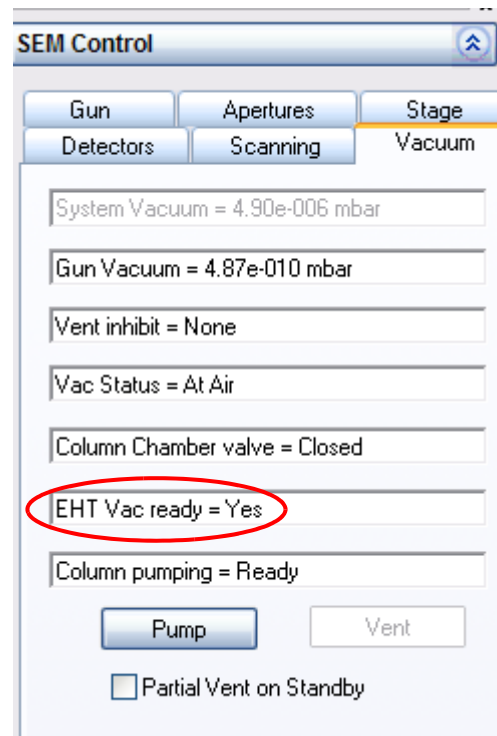 SEM Control
Gun Apertures Stage
Detectors Scanning Vacuum
System Vacuum = 4.90e-006 mbar
Gun Vacuum = 4.87e-010 mbar
Vent inhibit = None
Vac Status = At Air
Column Chamber valve = Closed
EHT Vac ready = Yes
Column pumping = Ready
Pump Vent
Partial Vent on Standby